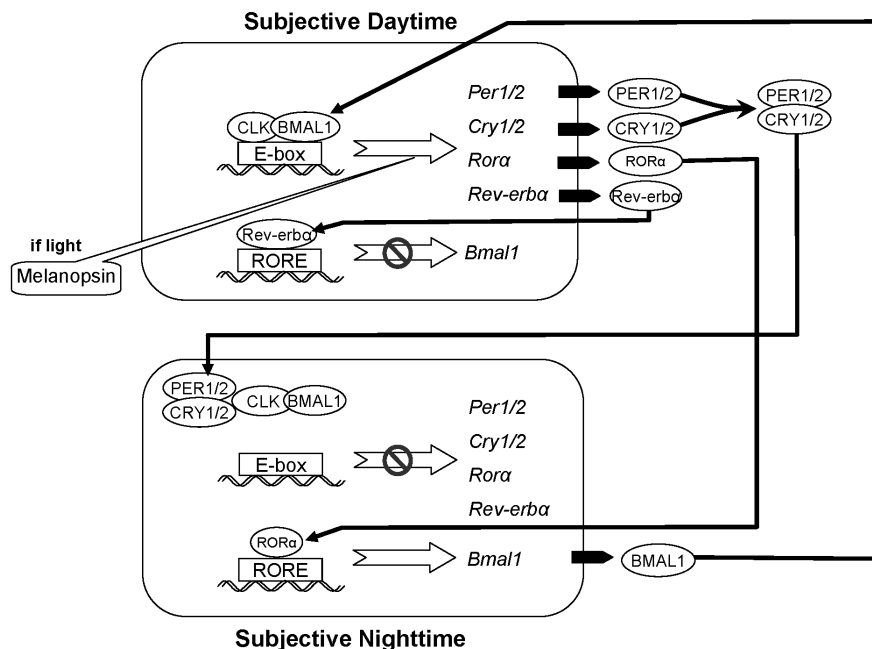 Subjective Daytime
Per1/2
PER1/2
PER1/2
CLK
BMAL1
Cry1/2
CRY1/2
CRY1/2
E-box
Rorα
RORα
Rev-erbα
Rev-erbα
if light
Rev-erbα
Melanopsin
RORE
Bmal1
PER1/2
CRY1/2
CLK
BMAL1
Per1/2
Cry1/2
E-box
Rorα
Rev-erbα
RORα
RORE
Bmal1
BMAL1
Subjective Nighttime